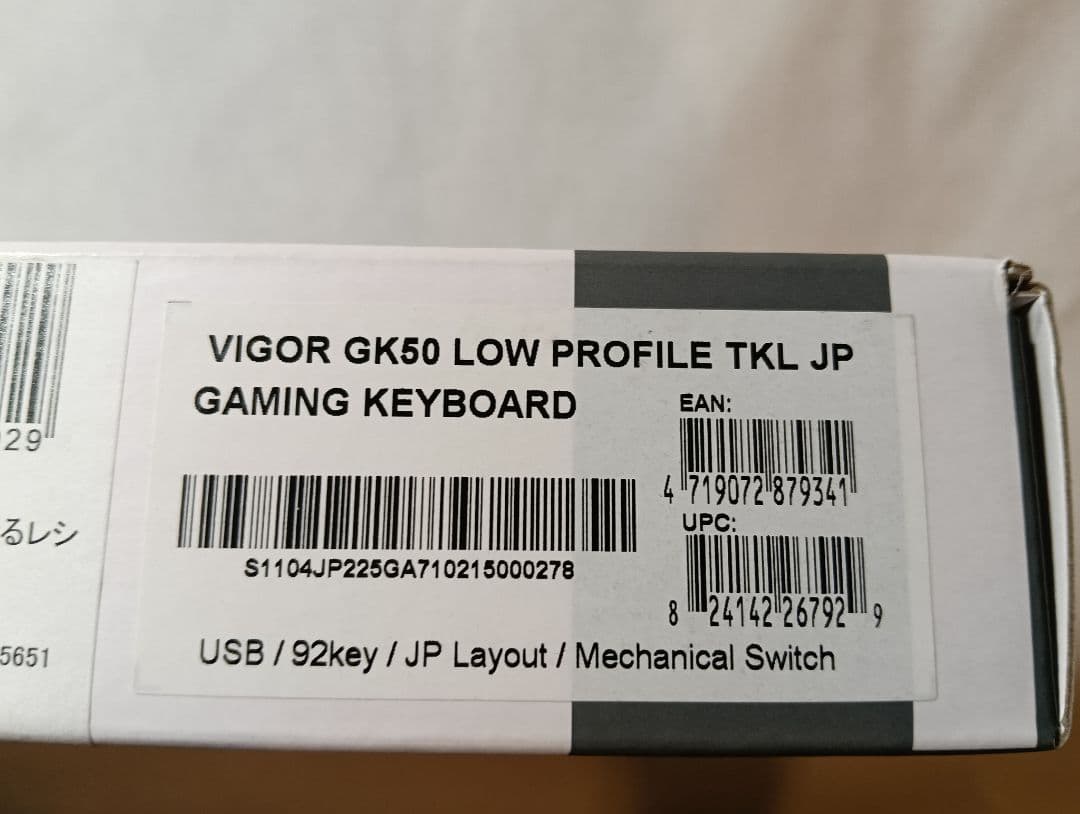 VIGOR GK50 LOW PROFILE TKL JP
GAMING KEYBOARD
EAN:
4 719072 879341
UPC:
8 24142 26792 9
S1104JP225GA710215000278
USB / 92key / JP Layout / Mechanical Switch
29
るレシ
5651